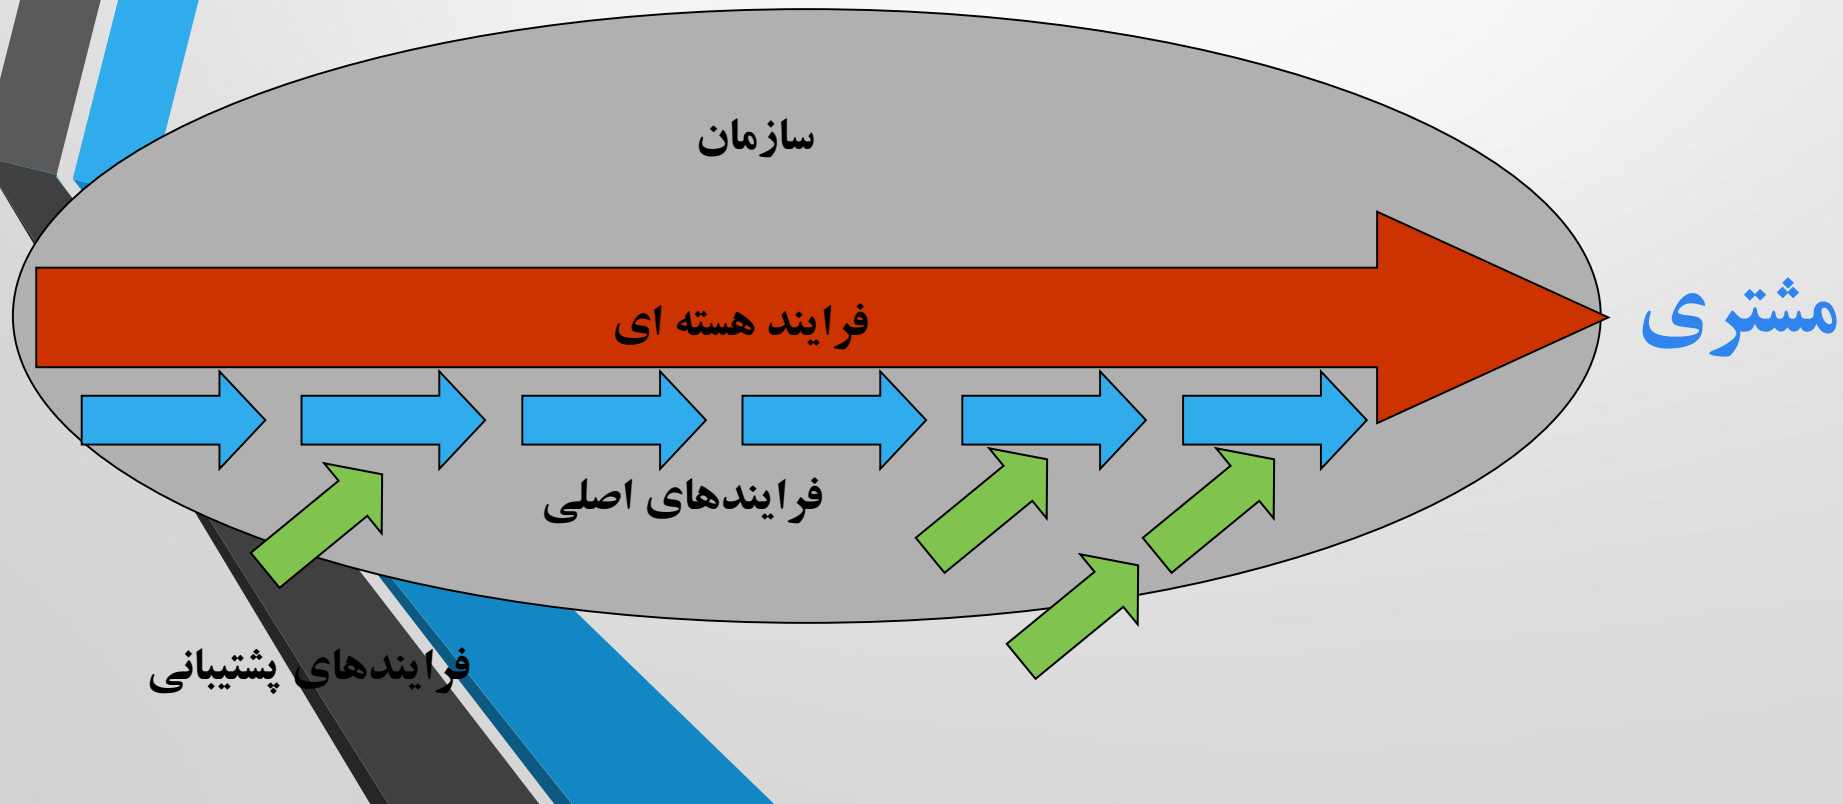 سازمان
فرایند هسته ای
مشتری
فرایندهای اصلی
فرایندهای پشتیبانی